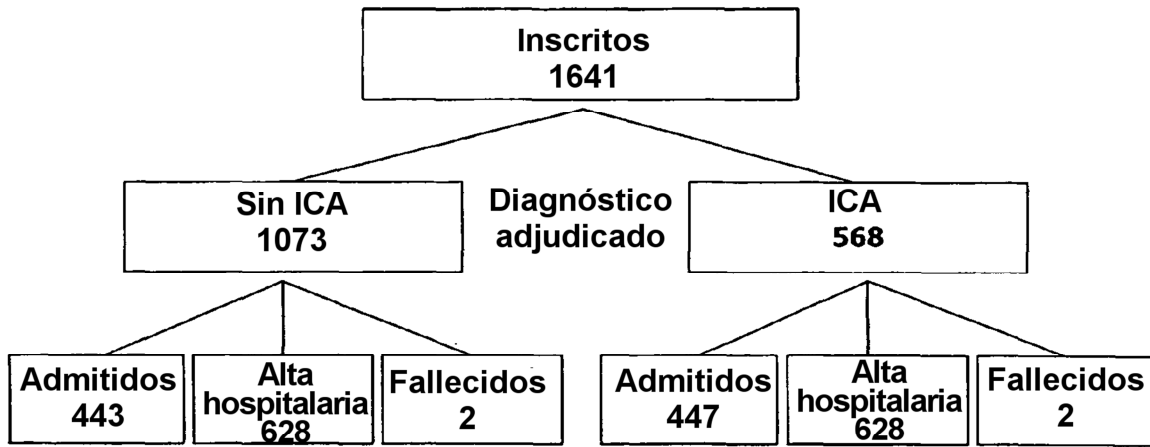 Inscritos
1641
Sin ICA
1073
Diagnóstico
adjudicado
ICA
568
Admitidos
443
Alta
hospitalaria
628
Fallecidos
2
Admitidos
447
Alta
hospitalaria
628
Fallecidos
2